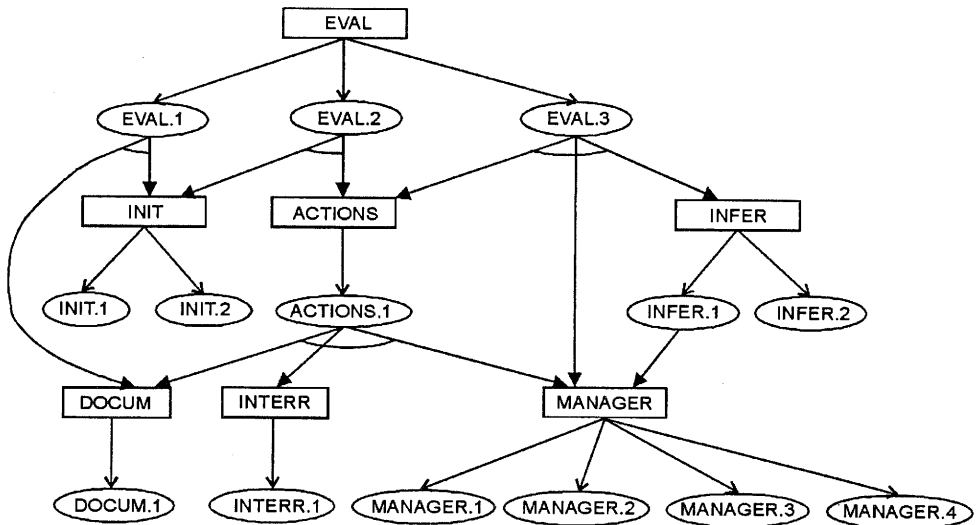 EVAL
EVAL.1
EVAL.2
EVAL.3
INIT
ACTIONS
INFER
INIT.1
INIT.2
ACTIONS.1
INFER.1
INFER.2
DOCUM
INTERR
MANAGER
DOCUM.1
INTERR.1
MANAGER.1
MANAGER.2
MANAGER.3
MANAGER.4